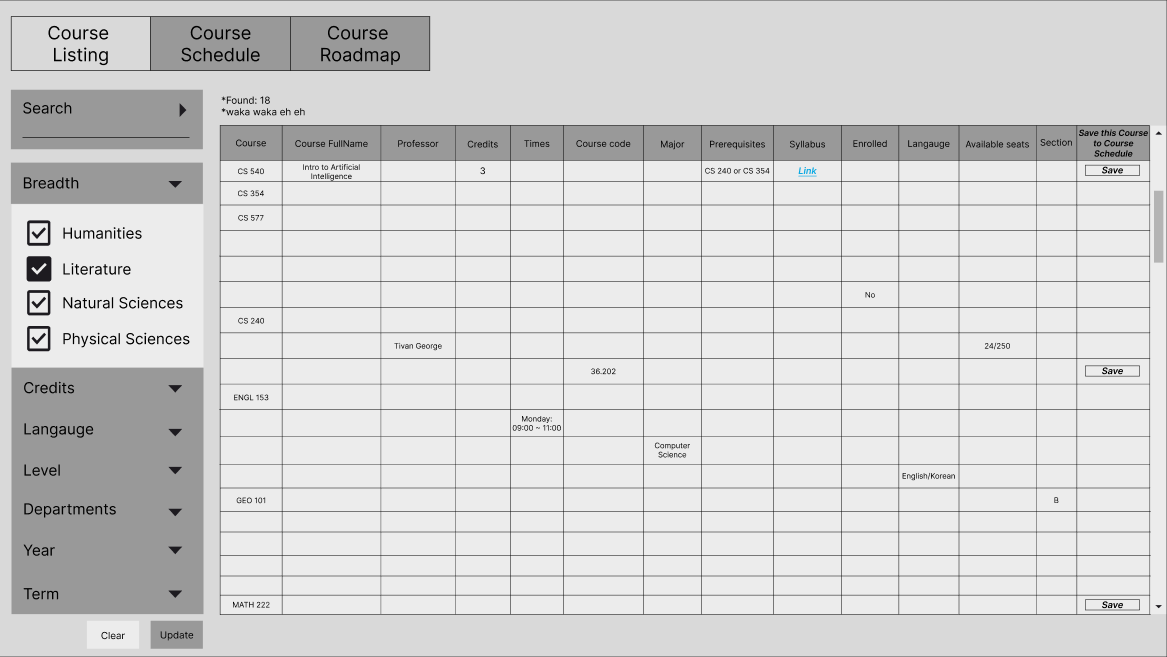 Course Listing
Course Schedule
Course Roadmap
Search
*Found: 18
*waka waka eh eh
Course Course FullName Professor Credits Times Course code Major Prerequisites Syllabus Enrolled Langauge Available seats Section Save this Course to Course Schedule
CS 540 Intro to Artificial Intelligence 3 CS 240 or CS 354 Link Save
CS 354
CS 577
No
CS 240
Tivan George 24/250
36.202 Save
ENGL 153
Monday:
09:00 ~ 11:00
Computer
Science
English/Korean
GEO 101 B
MATH 222 Save
Breadth
Humanities
Literature
Natural Sciences
Physical Sciences
Credits
Langauge
Level
Departments
Year
Term
Clear Update